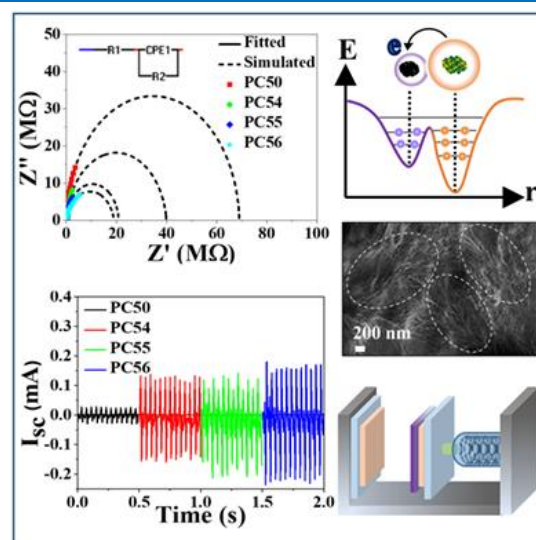 R1
CPE1
R2
Fitted
Simulated
PC50
PC54
PC55
PC56
50
40
30
20
10
0
Z" (MΩ)
0 20 40 60 80 100
Z' (MΩ)
E
e
r
200 nm
PC50
PC54
PC55
PC56
0.4
0.3
0.2
0.1
0.0
-0.1
-0.2
Isc (mA)
0.0 0.5 1.0 1.5 2.0
Time (s)